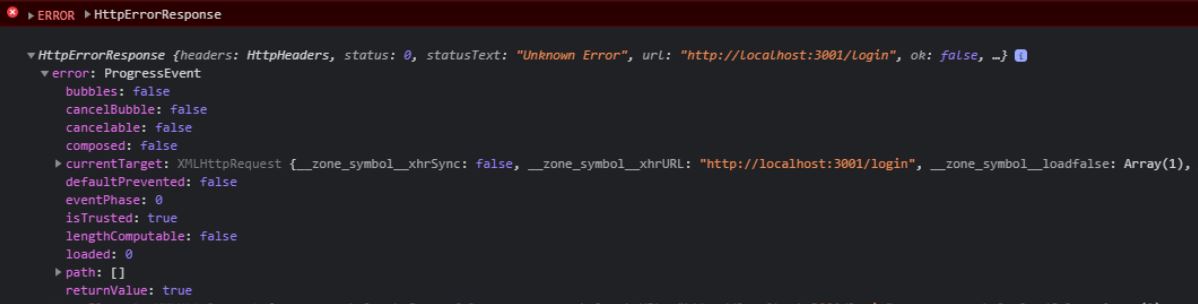 ERROR HttpErrorResponse
HttpErrorResponse {headers: HttpHeaders, status: 0, statusText: "Unknown Error", url: "http://localhost:3001/login", ok: false, …}
error: ProgressEvent
bubbles: false
cancelBubble: false
cancelable: false
composed: false
currentTarget: XMLHttpRequest {__zone_symbol__xhrSync: false, __zone_symbol__xhrURL: "http://localhost:3001/login", __zone_symbol__loadfalse: Array(1),
defaultPrevented: false
eventPhase: 0
isTrusted: true
lengthComputable: false
loaded: 0
path: []
returnValue: true